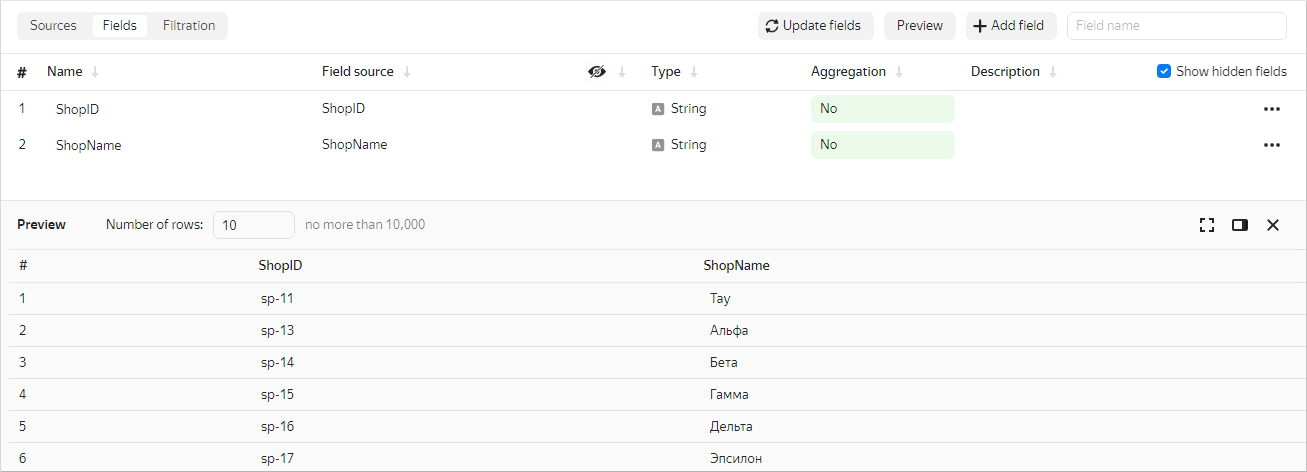 Sources Fields Filtration Update fields Preview Add field Field name
# Name Field source Type Aggregation Description Show hidden fields
1 ShopID ShopID A String No
2 ShopName ShopName A String No
Preview Number of rows: 10 no more than 10,000
# ShopID ShopName
1 sp-11 Тау
2 sp-13 Альфа
3 sp-14 Бета
4 sp-15 Гамма
5 sp-16 Дельта
6 sp-17 Эпсилон